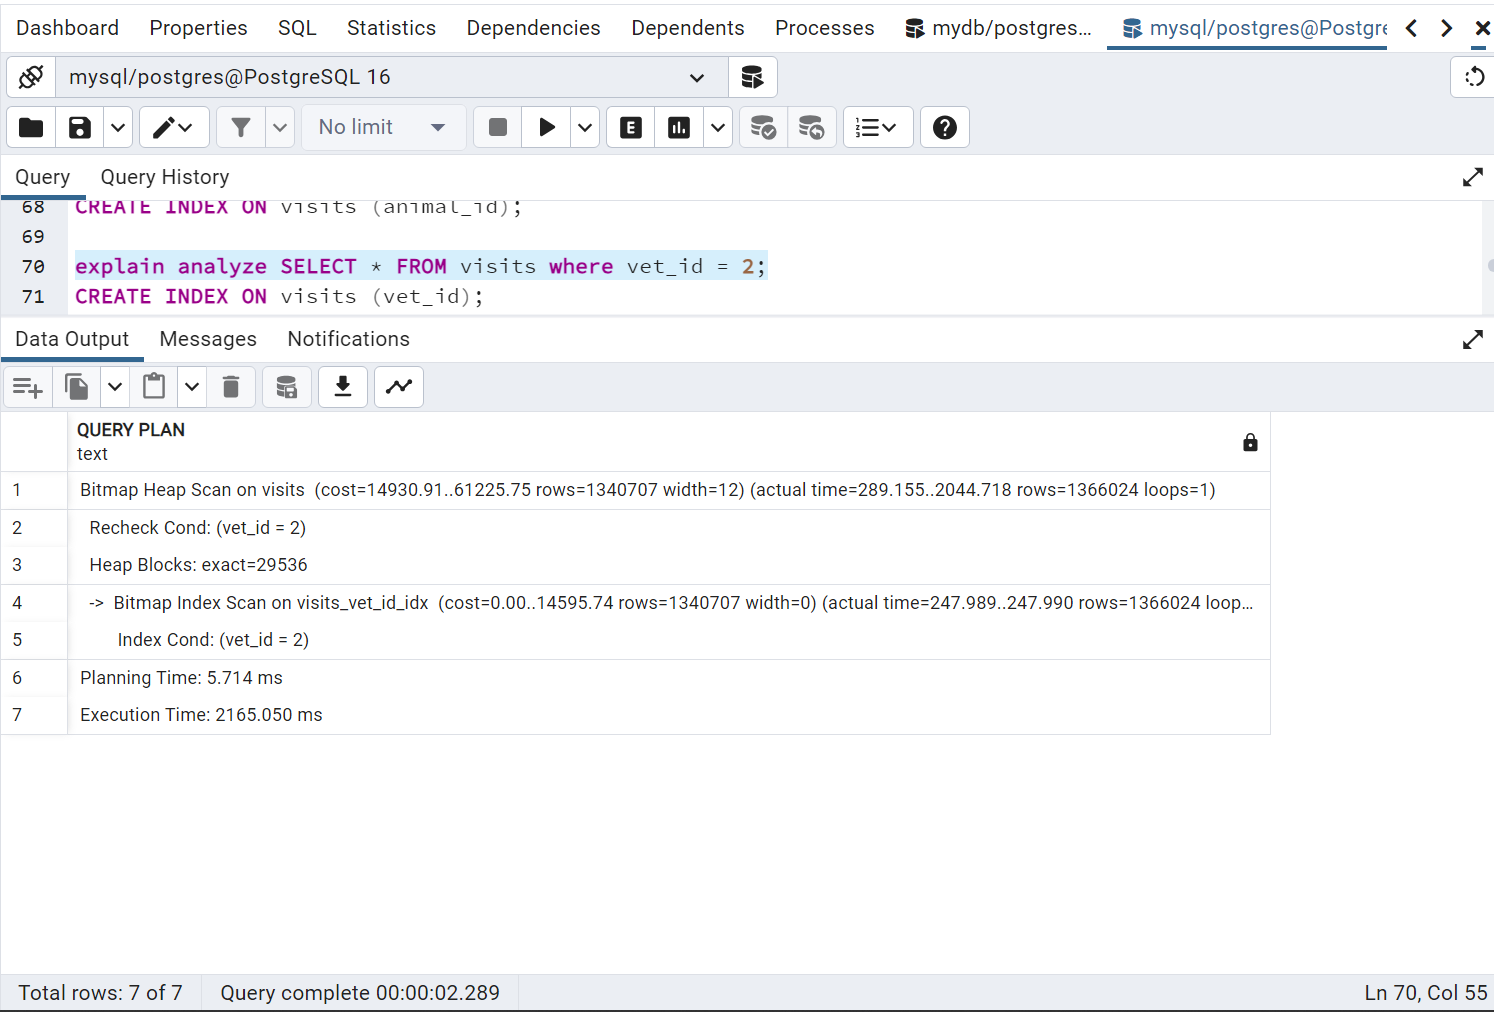 Dashboard Properties SQL Statistics Dependencies Dependents Processes mydb/postgres... mysql/postgres@Postgre
mysql/postgres@PostgreSQL 16
No limit E
Query Query History
68 CREATE INDEX ON visits (animal_id);
69
70 explain analyze SELECT * FROM visits where vet_id = 2;
71 CREATE INDEX ON visits (vet_id);
Data Output Messages Notifications
QUERY PLAN
text
1 Bitmap Heap Scan on visits (cost=14930.91..61225.75 rows=1340707 width=12) (actual time=289.155..2044.718 rows=1366024 loops=1)
2 Recheck Cond: (vet_id = 2)
3 Heap Blocks: exact=29536
4 -> Bitmap Index Scan on visits_vet_id_idx (cost=0.00..14595.74 rows=1340707 width=0) (actual time=247.989..247.990 rows=1366024 loop...
5 Index Cond: (vet_id = 2)
6 Planning Time: 5.714 ms
7 Execution Time: 2165.050 ms
Total rows: 7 of 7 Query complete 00:00:02.289 Ln 70, Col 55